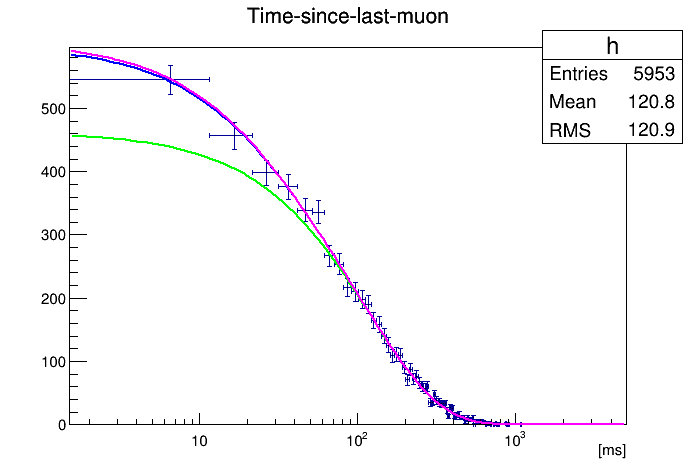 Time-since-last-muon
h
Entries 5953
Mean 120.8
RMS 120.9
500
400
300
200
100
0
10 10² 10³
[ms]